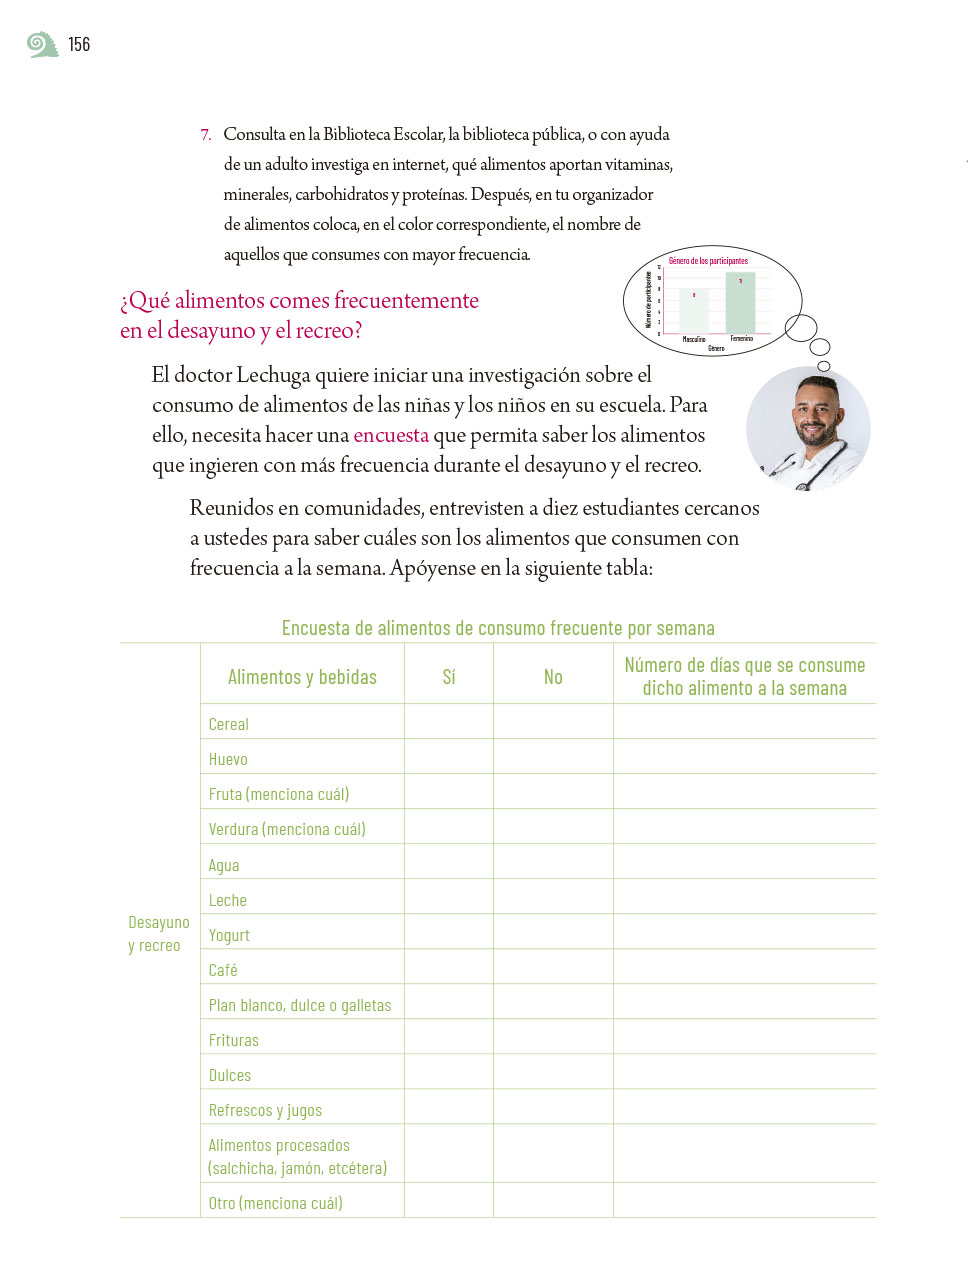 156
7. Consulta en la Biblioteca Escolar, la biblioteca pública, o con ayuda
de un adulto investiga en internet, qué alimentos aportan vitaminas,
minerales, carbohidratos y proteínas. Después, en tu organizador
de alimentos coloca, en el color correspondiente, el nombre de
aquellos que consumes con mayor frecuencia.
Género de los participantes
Número de participantes
12
10
8
6
4
2
0
8
11
Masculino
Femenino
Género
¿Qué alimentos comes frecuentemente
en el desayuno y el recreo?
El doctor Lechuga quiere iniciar una investigación sobre el
consumo de alimentos de las niñas y los niños en su escuela. Para
ello, necesita hacer una encuesta que permita saber los alimentos
que ingieren con más frecuencia durante el desayuno y el recreo.
Reunidos en comunidades, entrevisten a diez estudiantes cercanos
a ustedes para saber cuáles son los alimentos que consumen con
frecuencia a la semana. Apóyense en la siguiente tabla:
Encuesta de alimentos de consumo frecuente por semana
Alimentos y bebidas
Sí
No
Número de días que se consume
dicho alimento a la semana
Desayuno
y recreo
Cereal
Huevo
Fruta (menciona cuál)
Verdura (menciona cuál)
Agua
Leche
Yogurt
Café
Plan blanco, dulce o galletas
Frituras
Dulces
Refrescos y jugos
Alimentos procesados
(salchicha, jamón, etcétera)
Otro (menciona cuál)